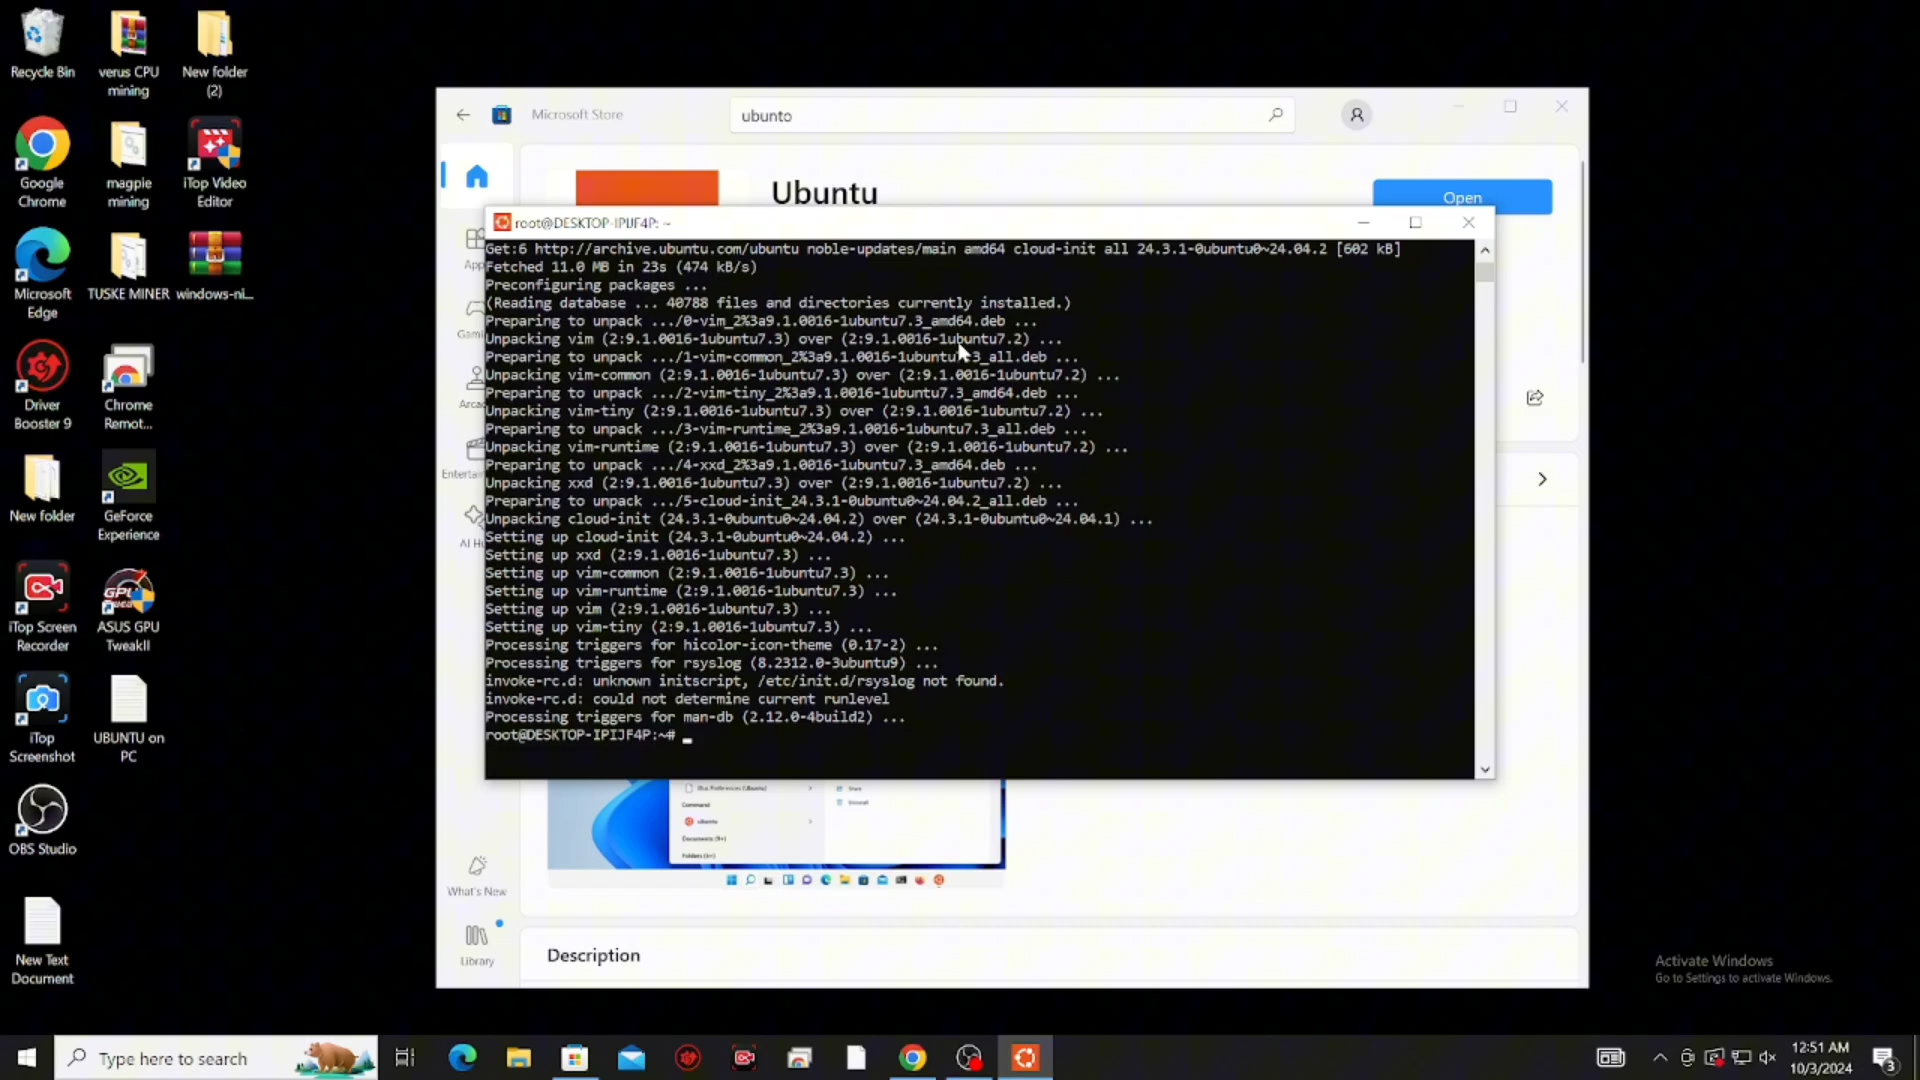 Recycle Bin
verus CPU
mining
New folder
(2)
Google
Chrome
magpie
mining
iTop Video
Editor
Microsoft
Edge
TUSKE MINER
windows-ni...
Driver
Booster 9
Chrome
Remot...
New folder
GeForce
Experience
iTop Screen
Recorder
ASUS GPU
TweakII
iTop
Screenshot
UBUNTU on
PC
OBS Studio
New Text
Document
Microsoft Store
ubunto
Ubuntu
Open
root@DESKTOP-IPIJF4P: ~
Get:6 http://archive.ubuntu.com/ubuntu noble-updates/main amd64 cloud-init all 24.3.1-0ubuntu0~24.04.2 [602 kB]
Fetched 11.0 MB in 23s (474 kB/s)
Preconfiguring packages ...
(Reading database ... 40788 files and directories currently installed.)
Preparing to unpack .../0-vim_2%3a9.1.0016-1ubuntu7.3_amd64.deb ...
Unpacking vim (2:9.1.0016-1ubuntu7.3) over (2:9.1.0016-1ubuntu7.2) ...
Preparing to unpack .../1-vim-common_2%3a9.1.0016-1ubuntu7.3_all.deb ...
Unpacking vim-common (2:9.1.0016-1ubuntu7.3) over (2:9.1.0016-1ubuntu7.2) ...
Preparing to unpack .../2-vim-tiny_2%3a9.1.0016-1ubuntu7.3_amd64.deb ...
Unpacking vim-tiny (2:9.1.0016-1ubuntu7.3) over (2:9.1.0016-1ubuntu7.2) ...
Preparing to unpack .../3-vim-runtime_2%3a9.1.0016-1ubuntu7.3_all.deb ...
Unpacking vim-runtime (2:9.1.0016-1ubuntu7.3) over (2:9.1.0016-1ubuntu7.2) ...
Preparing to unpack .../4-xxd_2%3a9.1.0016-1ubuntu7.3_amd64.deb ...
Unpacking xxd (2:9.1.0016-1ubuntu7.3) over (2:9.1.0016-1ubuntu7.2) ...
Preparing to unpack .../5-cloud-init_24.3.1-0ubuntu0~24.04.2_all.deb ...
Unpacking cloud-init (24.3.1-0ubuntu0~24.04.2) over (24.3.1-0ubuntu0~24.04.1) ...
Setting up cloud-init (24.3.1-0ubuntu0~24.04.2) ...
Setting up xxd (2:9.1.0016-1ubuntu7.3) ...
Setting up vim-common (2:9.1.0016-1ubuntu7.3) ...
Setting up vim-runtime (2:9.1.0016-1ubuntu7.3) ...
Setting up vim (2:9.1.0016-1ubuntu7.3) ...
Setting up vim-tiny (2:9.1.0016-1ubuntu7.3) ...
Processing triggers for hicolor-icon-theme (0.17-2) ...
Processing triggers for rsyslog (8.2312.0-3ubuntu9) ...
invoke-rc.d: unknown initscript, /etc/init.d/rsyslog not found.
invoke-rc.d: could not determine current runlevel
Processing triggers for man-db (2.12.0-4build2) ...
root@DESKTOP-IPIJF4P:~#
App
Gami
Arca
Entertai
AI H
Share
Command
ubuntu
Uninstall
Documents (9+)
Folders (6+)
What's New
Library
Description
Activate Windows
Go to Settings to activate Windows.
Type here to search
12:51 AM
10/3/2024
3